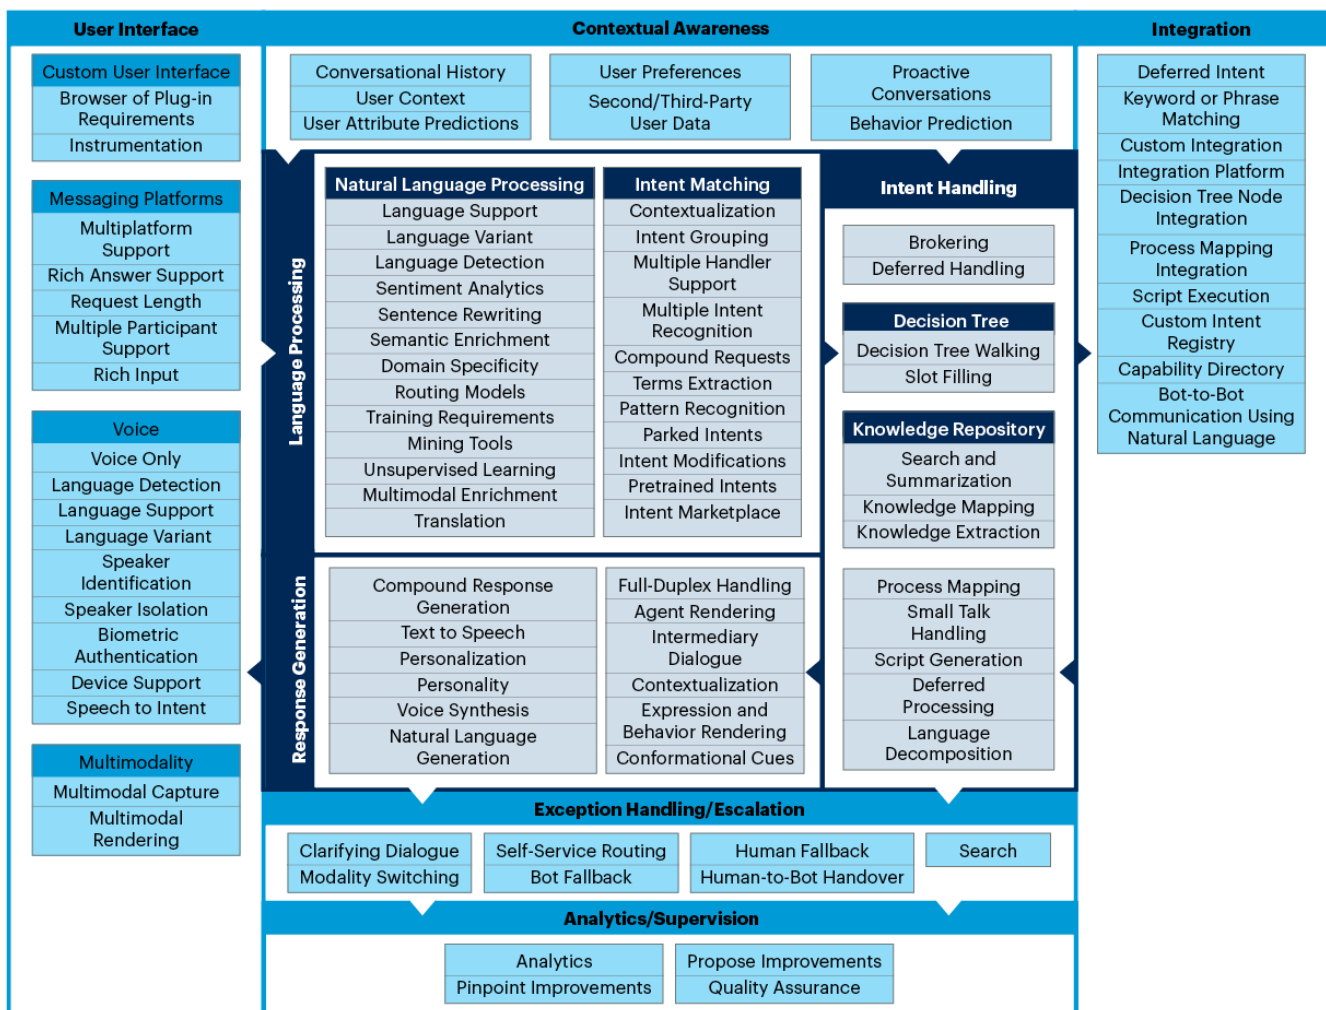 User Interface
Contextual Awareness
Integration
Custom User Interface
Browser of Plug-in
Requirements
Instrumentation
Messaging Platforms
Multiplatform
Support
Rich Answer Support
Request Length
Multiple Participant
Support
Rich Input
Voice
Voice Only
Language Detection
Language Support
Language Variant
Speaker
Identification
Speaker Isolation
Biometric
Authentication
Device Support
Speech to Intent
Multimodality
Multimodal Capture
Multimodal
Rendering
Conversational History
User Context
User Attribute Predictions
User Preferences
Second/Third-Party
User Data
Proactive
Conversations
Behavior Prediction
Language Processing
Natural Language Processing
Language Support
Language Variant
Language Detection
Sentiment Analytics
Sentence Rewriting
Semantic Enrichment
Domain Specificity
Routing Models
Training Requirements
Mining Tools
Unsupervised Learning
Multimodal Enrichment
Translation
Intent Matching
Contextualization
Intent Grouping
Multiple Handler
Support
Multiple Intent
Recognition
Compound Requests
Terms Extraction
Pattern Recognition
Parked Intents
Intent Modifications
Pretrained Intents
Intent Marketplace
Intent Handling
Brokering
Deferred Handling
Decision Tree
Decision Tree Walking
Slot Filling
Knowledge Repository
Search and
Summarization
Knowledge Mapping
Knowledge Extraction
Process Mapping
Small Talk
Handling
Script Generation
Deferred
Processing
Language
Decomposition
Response Generation
Compound Response
Generation
Text to Speech
Personalization
Personality
Voice Synthesis
Natural Language
Generation
Full-Duplex Handling
Agent Rendering
Intermediary
Dialogue
Contextualization
Expression and
Behavior Rendering
Conformational Cues
Exception Handling/Escalation
Clarifying Dialogue
Modality Switching
Self-Service Routing
Bot Fallback
Human Fallback
Human-to-Bot Handover
Search
Analytics/Supervision
Analytics
Pinpoint Improvements
Propose Improvements
Quality Assurance
Deferred Intent
Keyword or Phrase
Matching
Custom Integration
Integration Platform
Decision Tree Node
Integration
Process Mapping
Integration
Script Execution
Custom Intent
Registry
Capability Directory
Bot-to-Bot
Communication Using
Natural Language